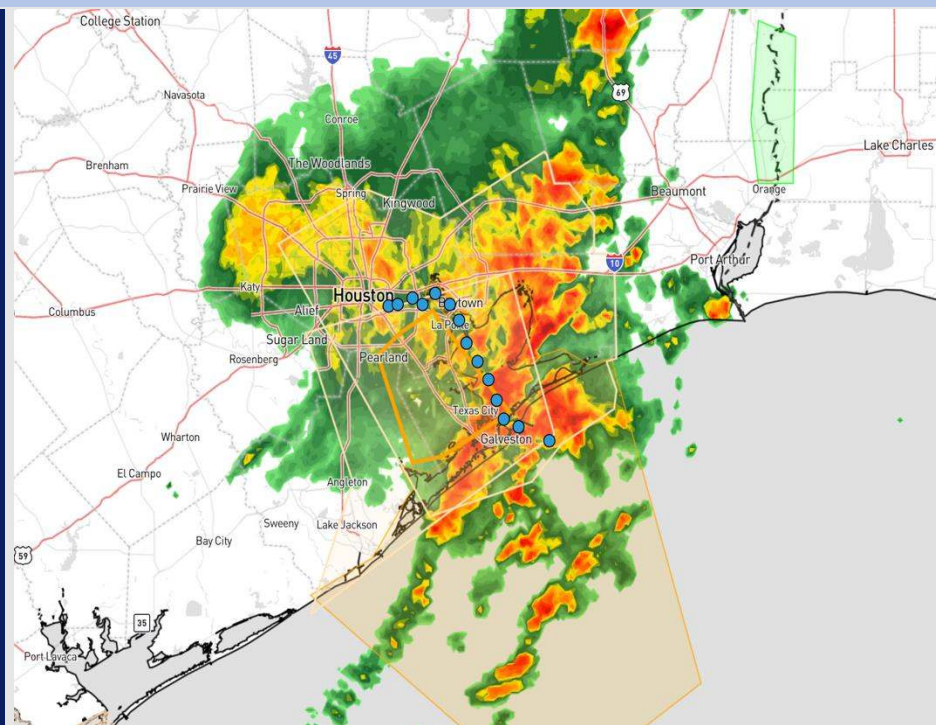 College Station
45
Navasota
69
Conroe
Lake Charles
Brenham
The Woodlands
Prairie View
Spring
Beaumont
Orange
Kingwood
10
Port Arthur
Katy
Houston
Baytown
Columbus
Alief
La Porte
Sugar Land
Rosenberg
Pearland
Texas City
Wharton
Galveston
El Campo
Angleton
Sweeny
Lake Jackson
Bay City
59
35
Port Lavaca